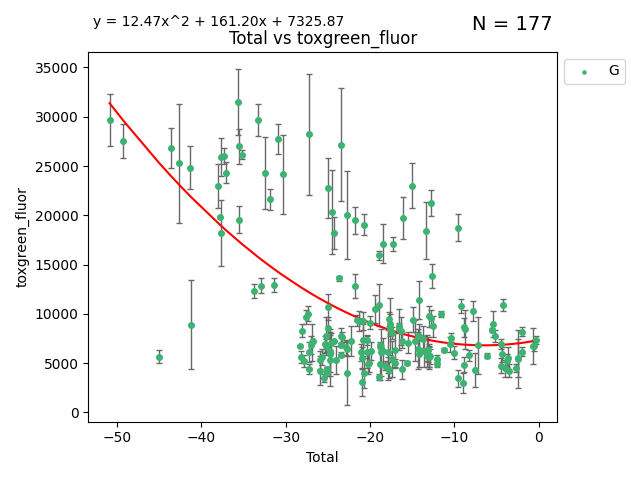 y = 12.47x^2 + 161.20x + 7325.87
N = 177
Total vs toxgreen_fluor
G
toxgreen_fluor
35000
30000
25000
20000
15000
10000
5000
0
−50 −40 −30 −20 −10 0
Total